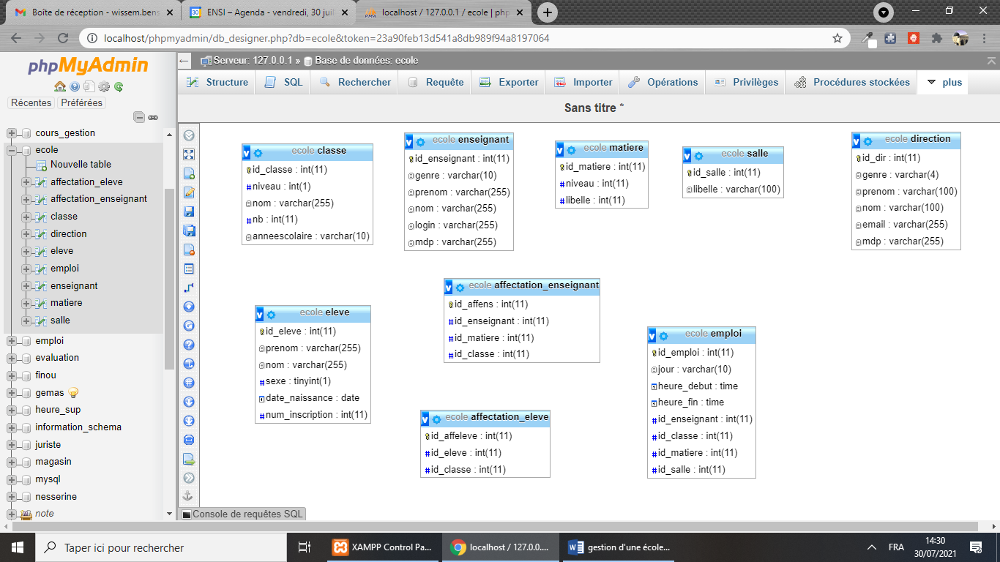 Boîte de réception - wissem.bens
ENSI – Agenda - vendredi, 30 juil
localhost / 127.0.0.1 / ecole | php
localhost/phpmyadmin/db_designer.php?db=ecole&token=23a90feb13d541a8db989f94a8197064
phpMyAdmin
Récentes
Préférées
cours_gestion
ecole
Nouvelle table
affectation_eleve
affectation_enseignant
classe
direction
eleve
emploi
enseignant
matiere
salle
emploi
evaluation
finou
gemas
heure_sup
information_schema
juriste
magasin
mysql
nesserine
note
Serveur: 127.0.0.1 » Base de données: ecole
Structure
SQL
Rechercher
Requête
Exporter
Importer
Opérations
Privilèges
Procédures stockées
plus
Sans titre *
ecole classe
id_classe : int(11)
niveau : int(1)
nom : varchar(255)
nb : int(11)
anneescolaire : varchar(10)
ecole enseignant
id_enseignant : int(11)
genre : varchar(10)
prenom : varchar(255)
nom : varchar(255)
login : varchar(255)
mdp : varchar(255)
ecole matiere
id_matiere : int(11)
niveau : int(11)
libelle : int(11)
ecole salle
id_salle : int(11)
libelle : varchar(100)
ecole direction
id_dir : int(11)
genre : varchar(4)
prenom : varchar(100)
nom : varchar(100)
email : varchar(255)
mdp : varchar(255)
ecole eleve
id_eleve : int(11)
prenom : varchar(255)
nom : varchar(255)
sexe : tinyint(1)
date_naissance : date
num_inscription : int(11)
ecole affectation_enseignant
id_affens : int(11)
id_enseignant : int(11)
id_matiere : int(11)
id_classe : int(11)
ecole affectation_eleve
id_affeleve : int(11)
id_eleve : int(11)
id_classe : int(11)
ecole emploi
id_emploi : int(11)
jour : varchar(10)
heure_debut : time
heure_fin : time
id_enseignant : int(11)
id_classe : int(11)
id_matiere : int(11)
id_salle : int(11)
Console de requêtes SQL
Taper ici pour rechercher
XAMPP Control Pa...
localhost / 127.0.0....
gestion d'une école...
FRA
14:30
30/07/2021